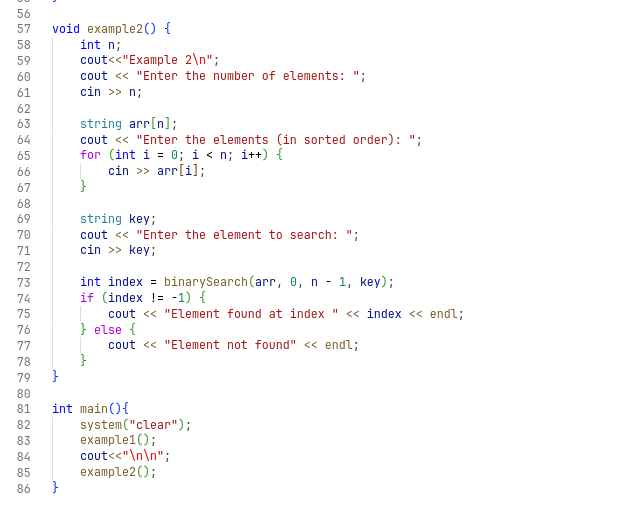 56
57 void example2() {
58     int n;
59     cout<<"Example 2\n";
60     cout << "Enter the number of elements: ";
61     cin >> n;
62
63     string arr[n];
64     cout << "Enter the elements (in sorted order): ";
65     for (int i = 0; i < n; i++) {
66         cin >> arr[i];
67     }
68
69     string key;
70     cout << "Enter the element to search: ";
71     cin >> key;
72
73     int index = binarySearch(arr, 0, n - 1, key);
74     if (index != -1) {
75         cout << "Element found at index " << index << endl;
76     } else {
77         cout << "Element not found" << endl;
78     }
79 }
80
81 int main(){
82     system("clear");
83     example1();
84     cout<<"\n\n";
85     example2();
86 }